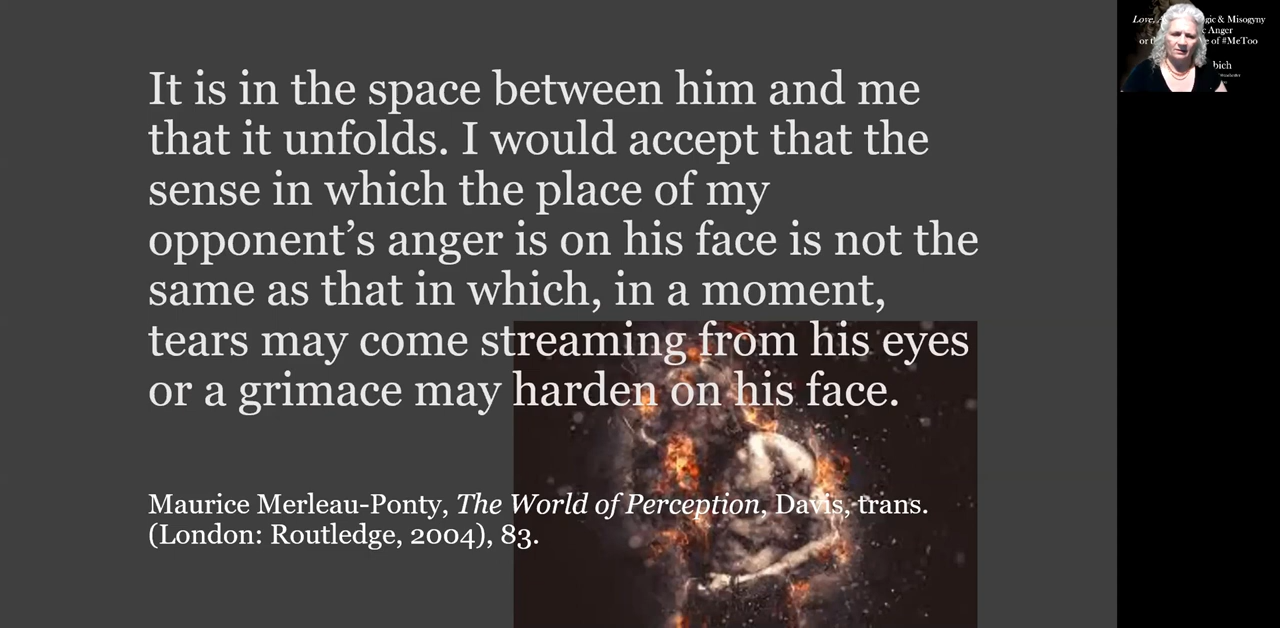 It is in the space between him and me
that it unfolds. I would accept that the
sense in which the place of my
opponent’s anger is on his face is not the
same as that in which, in a moment,
tears may come streaming from his eyes
or a grimace may harden on his face.
Maurice Merleau-Ponty, The World of Perception, Davis, trans.
(London: Routledge, 2004), 83.
Love, gic & Misogyny
Anger
or of #MeToo
bich